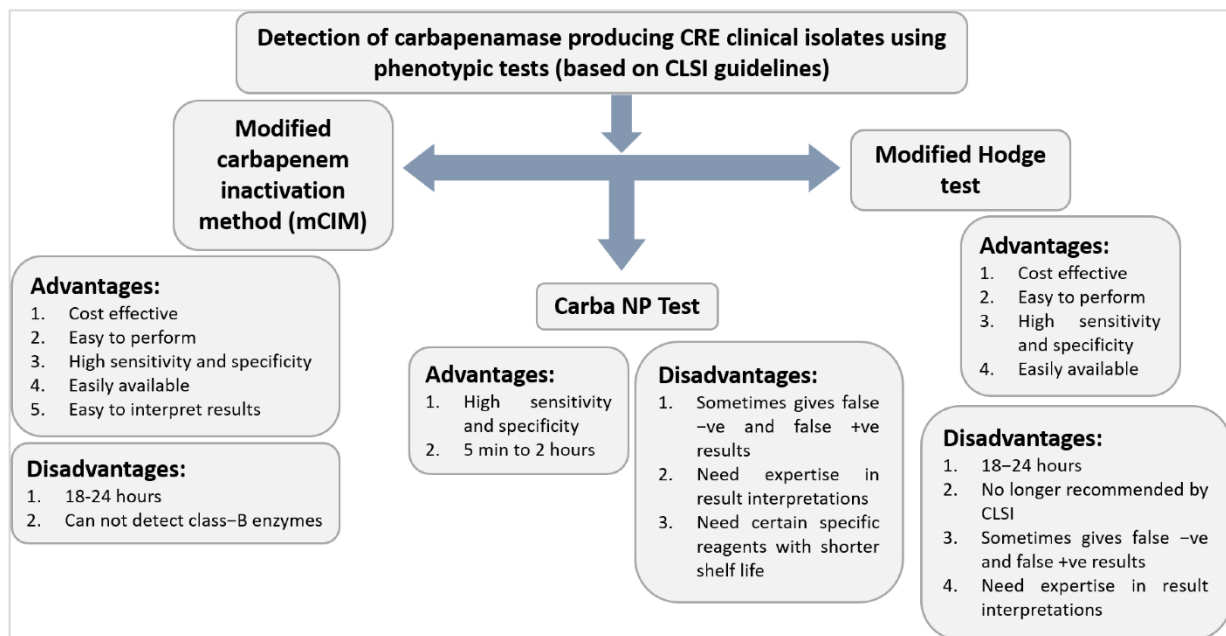 Detection of carbapenamase producing CRE clinical isolates using
phenotypic tests (based on CLSI guidelines)
Modified
carbapenem
inactivation
method (mCIM)
Modified Hodge
test
Carba NP Test
Advantages:
1. Cost effective
2. Easy to perform
3. High sensitivity and specificity
4. Easily available
5. Easy to interpret results
Disadvantages:
1. 18-24 hours
2. Can not detect class−B enzymes
Advantages:
1. High sensitivity
and specificity
2. 5 min to 2 hours
Disadvantages:
1. Sometimes gives false
−ve and false +ve
results
2. Need expertise in
result interpretations
3. Need certain specific
reagents with shorter
shelf life
Advantages:
1. Cost effective
2. Easy to perform
3. High sensitivity
and specificity
4. Easily available
Disadvantages:
1. 18−24 hours
2. No longer recommended by
CLSI
3. Sometimes gives false −ve
and false +ve results
4. Need expertise in result
interpretations